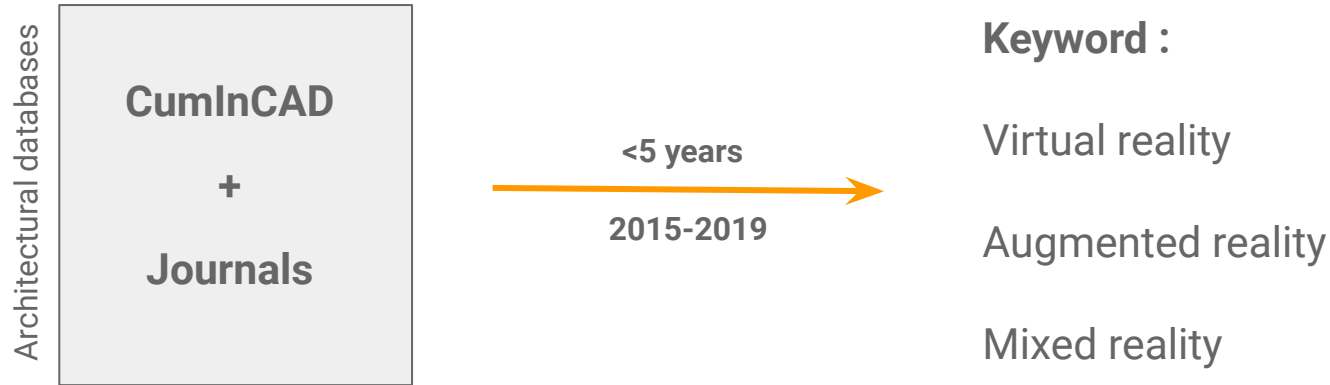 Architectural databases
CumInCAD
+
Journals
<5 years
2015-2019
Keyword :
Virtual reality
Augmented reality
Mixed reality